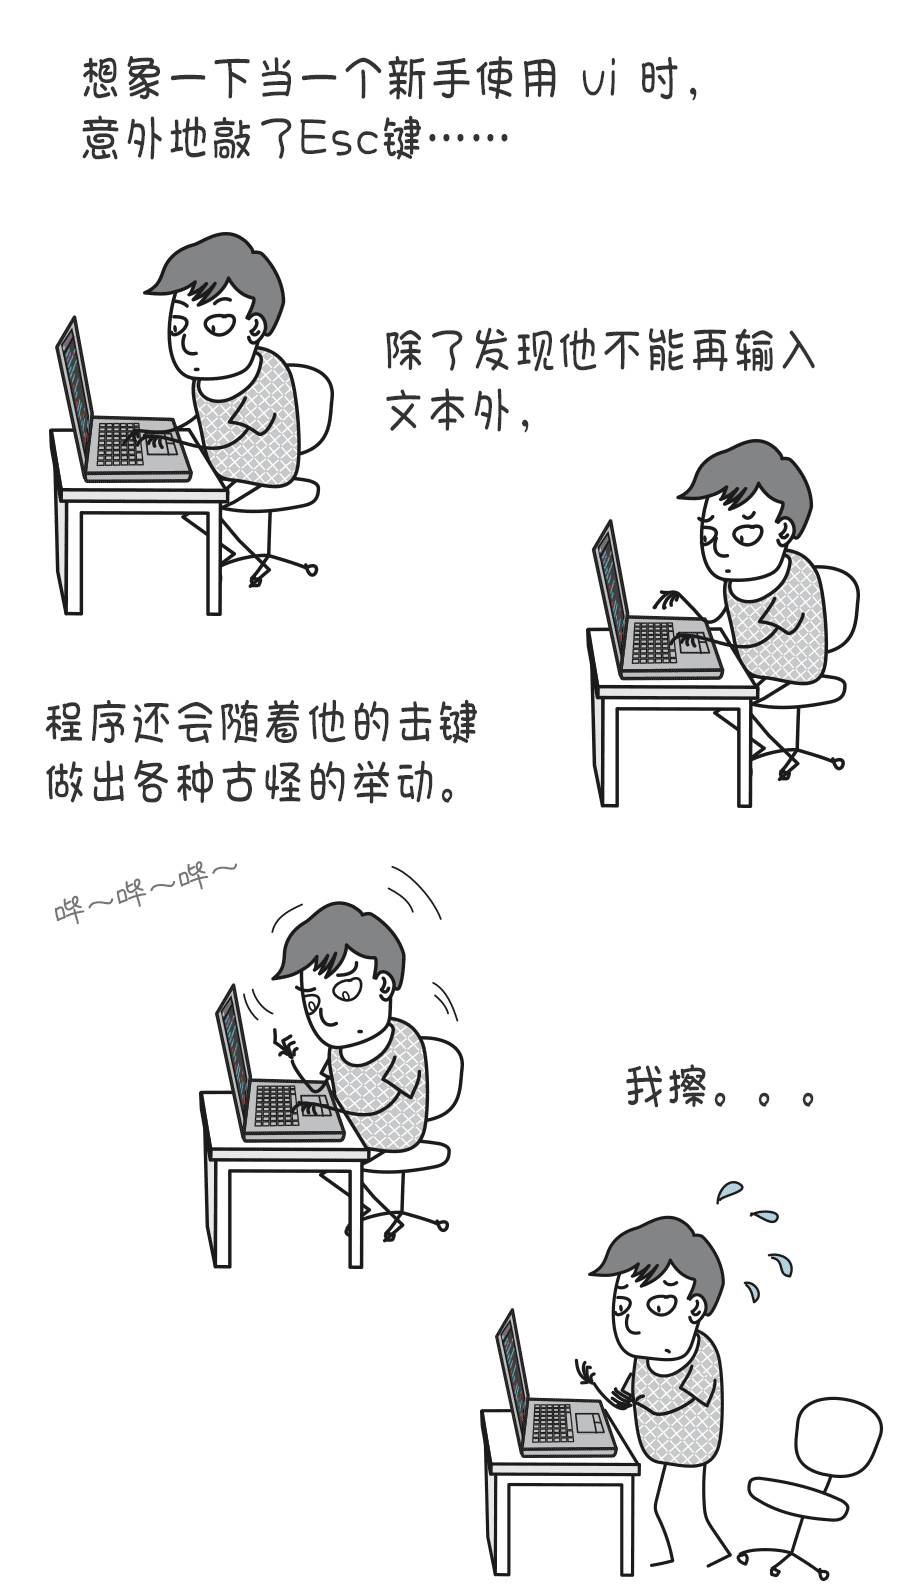 想象一下当一个新手使用 vi 时，
意外地敲了Esc键……
除了发现他不能再输入
文本外，
程序还会随着他的击键
做出各种古怪的举动。
哔～哔～哔～
我擦。。。